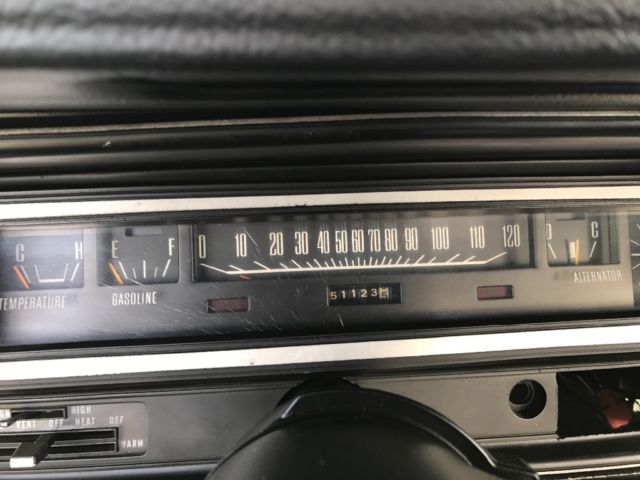 C H
TEMPERATURE
E F
GASOLINE
0 10 20 30 40 50 60 70 80 90 100 110 120
51123
D C
ALTERNATOR
HIGH
VENT OFF HEAT DEF
WARM